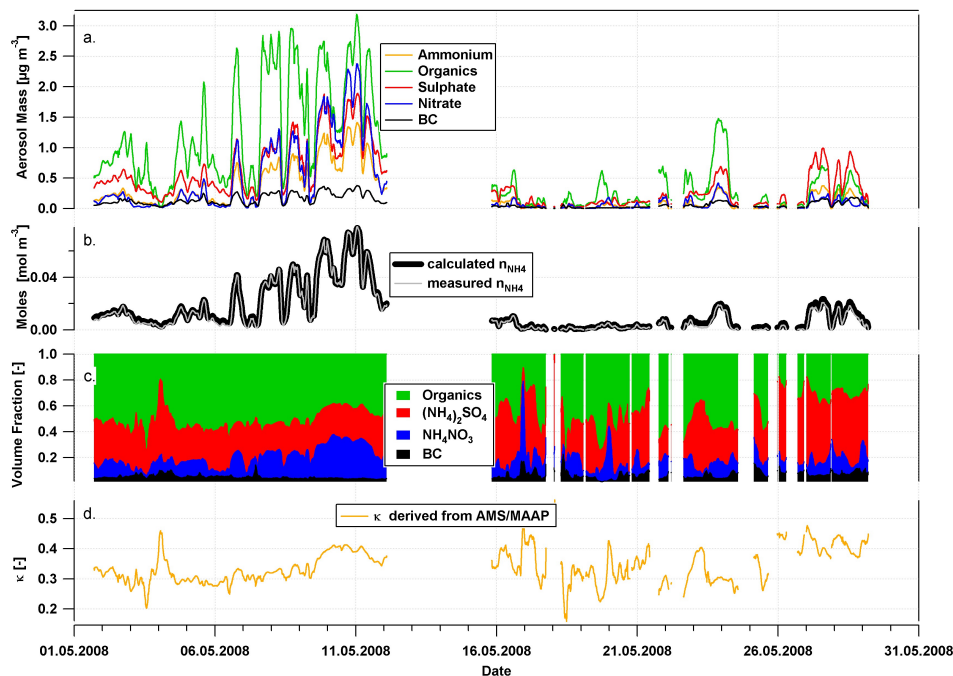 Aerosol Mass [µg m⁻³]
3.0
2.5
2.0
1.5
1.0
0.5
0.0
a.
Ammonium
Organics
Sulphate
Nitrate
BC
Moles [mol m⁻³]
0.04
0.00
b.
calculated n_NH4
measured n_NH4
Volume Fraction [-]
1.0
0.8
0.6
0.4
0.2
c.
Organics
(NH₄)₂SO₄
NH₄NO₃
BC
κ [-]
0.5
0.4
0.3
0.2
d.
κ derived from AMS/MAAP
01.05.2008 06.05.2008 11.05.2008 16.05.2008 21.05.2008 26.05.2008 31.05.2008
Date